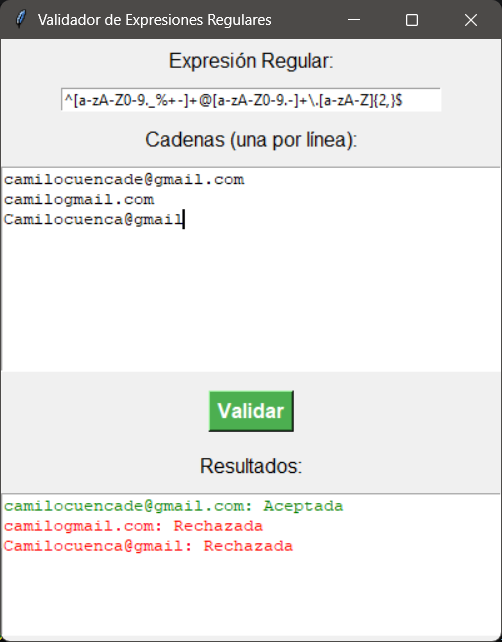 Validador de Expresiones Regulares
Expresión Regular:
^[a-zA-Z0-9._%+-]+@[a-zA-Z0-9.-]+\.[a-zA-Z]{2,}$
Cadenas (una por línea):
camilocuencade@gmail.com
camilogmail.com
Camilocuenca@gmail
Validar
Resultados:
camilocuencade@gmail.com: Aceptada
camilogmail.com: Rechazada
Camilocuenca@gmail: Rechazada